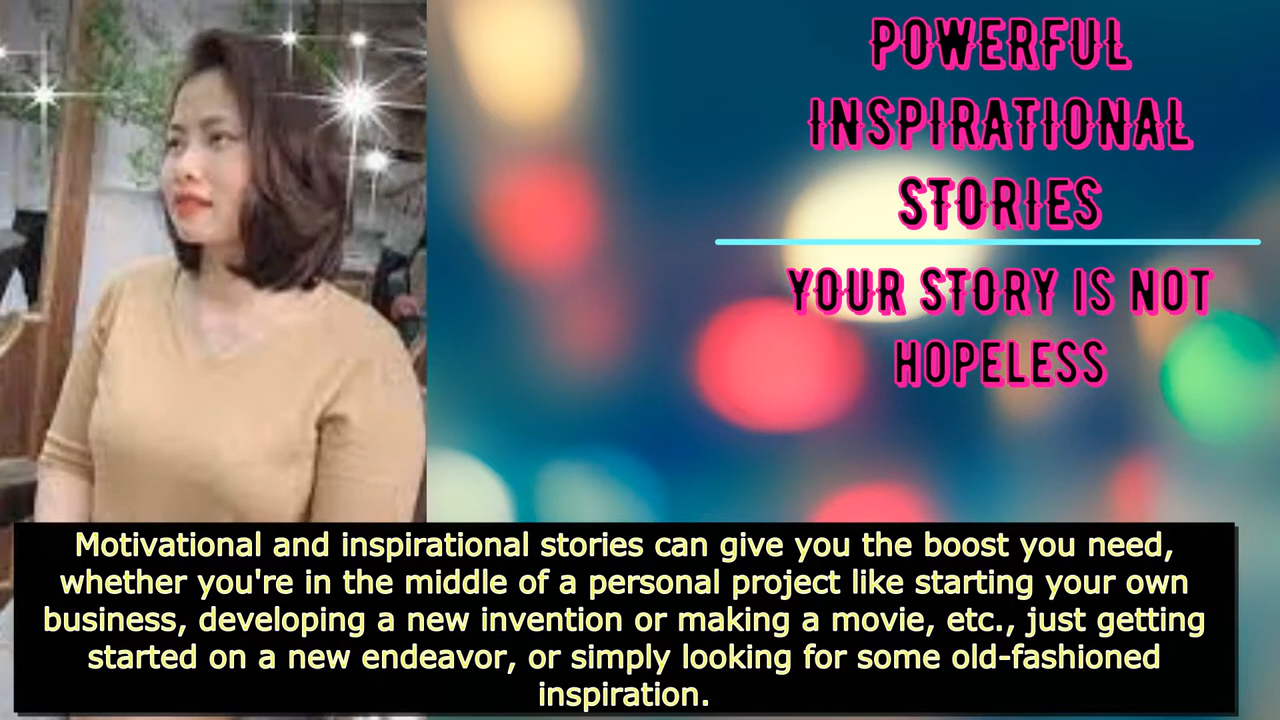 POWERFUL
INSPIRATIONAL
STORIES
YOUR STORY IS NOT
HOPELESS
Motivational and inspirational stories can give you the boost you need,
whether you're in the middle of a personal project like starting your own
business, developing a new invention or making a movie, etc., just getting
started on a new endeavor, or simply looking for some old-fashioned
inspiration.